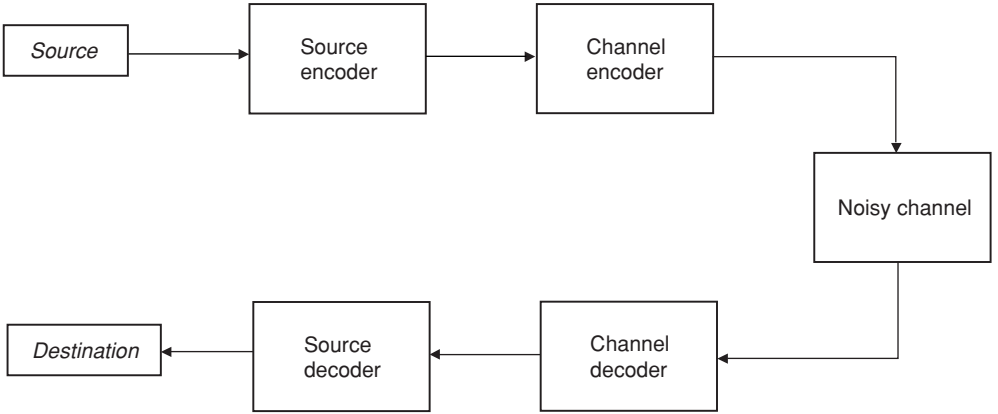 Source
Source
encoder
Channel
encoder
Noisy channel
Destination
Source
decoder
Channel
decoder